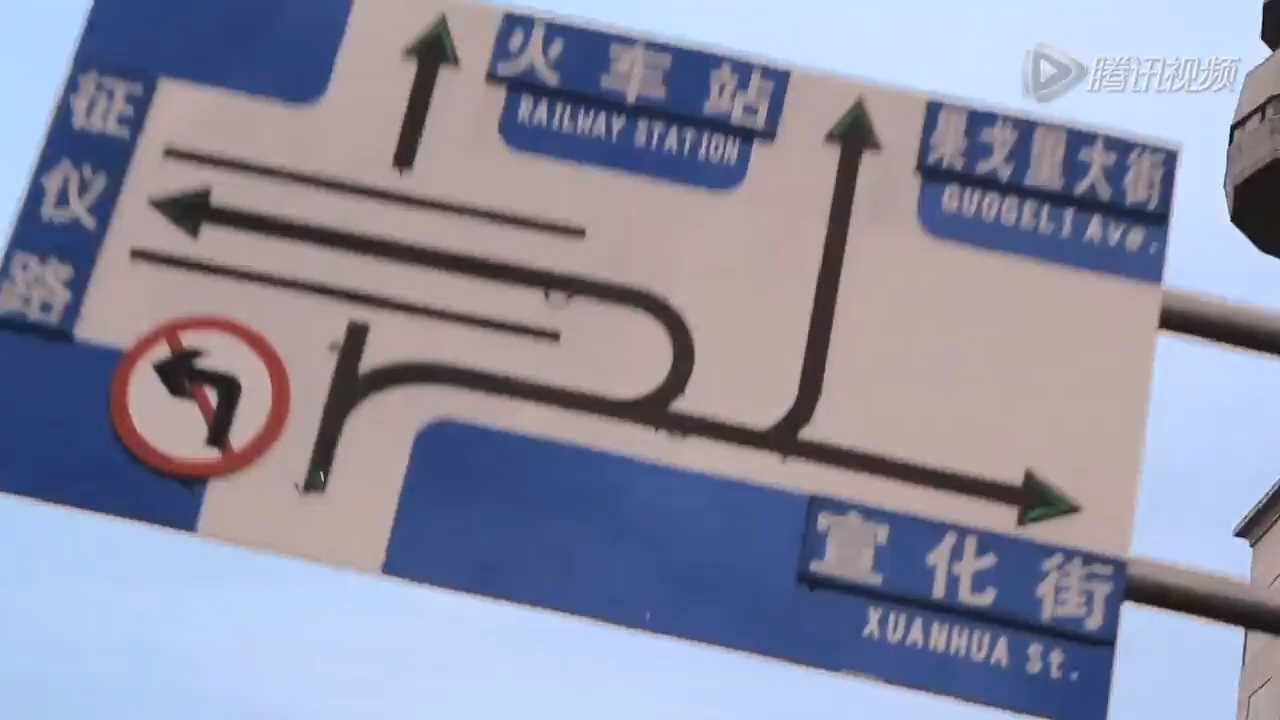 腾讯视频
火车站
RAILWAY STATION
果戈里大街
GUOGELI Ave.
征仪路
宣化街
XUANHUA St.